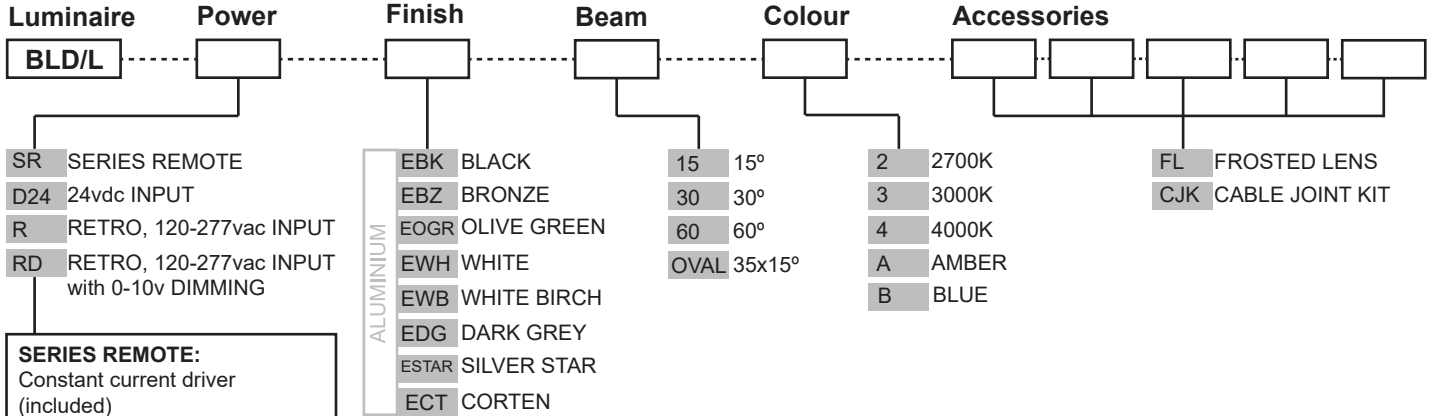 Luminaire Power Finish Beam Colour Accessories
BLD/L
SR SERIES REMOTE
D24 24vdc INPUT
R RETRO, 120-277vac INPUT
RD RETRO, 120-277vac INPUT
with 0-10v DIMMING
SERIES REMOTE:
Constant current driver
(included)
ALUMINIUM
EBK BLACK
EBZ BRONZE
EOGR OLIVE GREEN
EWH WHITE
EWB WHITE BIRCH
EDG DARK GREY
ESTAR SILVER STAR
ECT CORTEN
15 15º
30 30º
60 60º
OVAL 35x15º
2 2700K
3 3000K
4 4000K
A AMBER
B BLUE
FL FROSTED LENS
CJK CABLE JOINT KIT